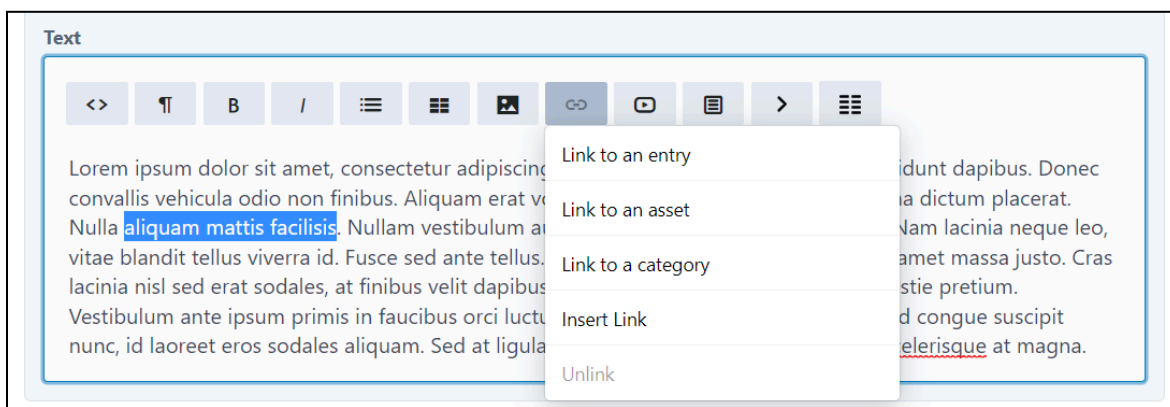 Text
B I
Lorem ipsum dolor sit amet, consectetur adipiscing idunt dapibus. Donec
convallis vehicula odio non finibus. Aliquam erat dictum placerat.
Nulla aliquam mattis facilisis. Nullam vestibulum Nam lacinia neque leo,
vitae blandit tellus viverra id. Fusce sed ante tellus. amet massa justo. Cras
lacinia nisl sed erat sodales, at finibus velit dapibus stie pretium.
Vestibulum ante ipsum primis in faucibus orci luctu d congue suscipit
nunc, id laoreet eros sodales aliquam. Sed at ligula elerisque at magna.
Link to an entry
Link to an asset
Link to a category
Insert Link
Unlink